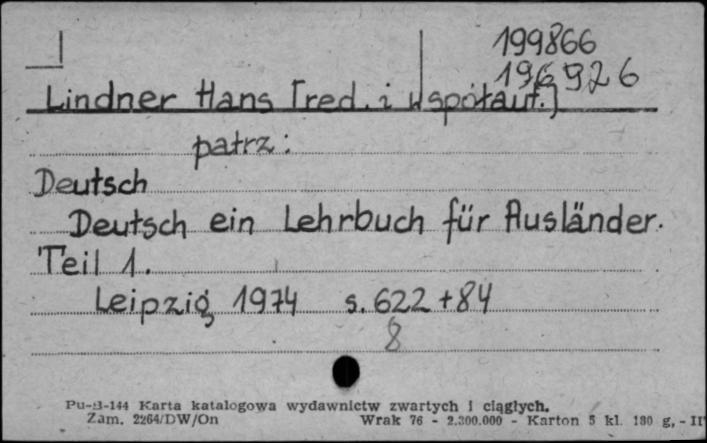 199866
196926
Lindner Hans [red. i współaut.]
patrz:
Deutsch
Deutsch ein Lehrbuch für Ausländer.
Teil 1.
Leipzig 1974 s. 622 + 84
8
Pu-B-144 Karta katalogowa wydawnictw zwartych i ciągłych.
Zam. 2264/DW/On Wrak 76 - 2.300.000 - Karton 5 kl. 180 g, - II